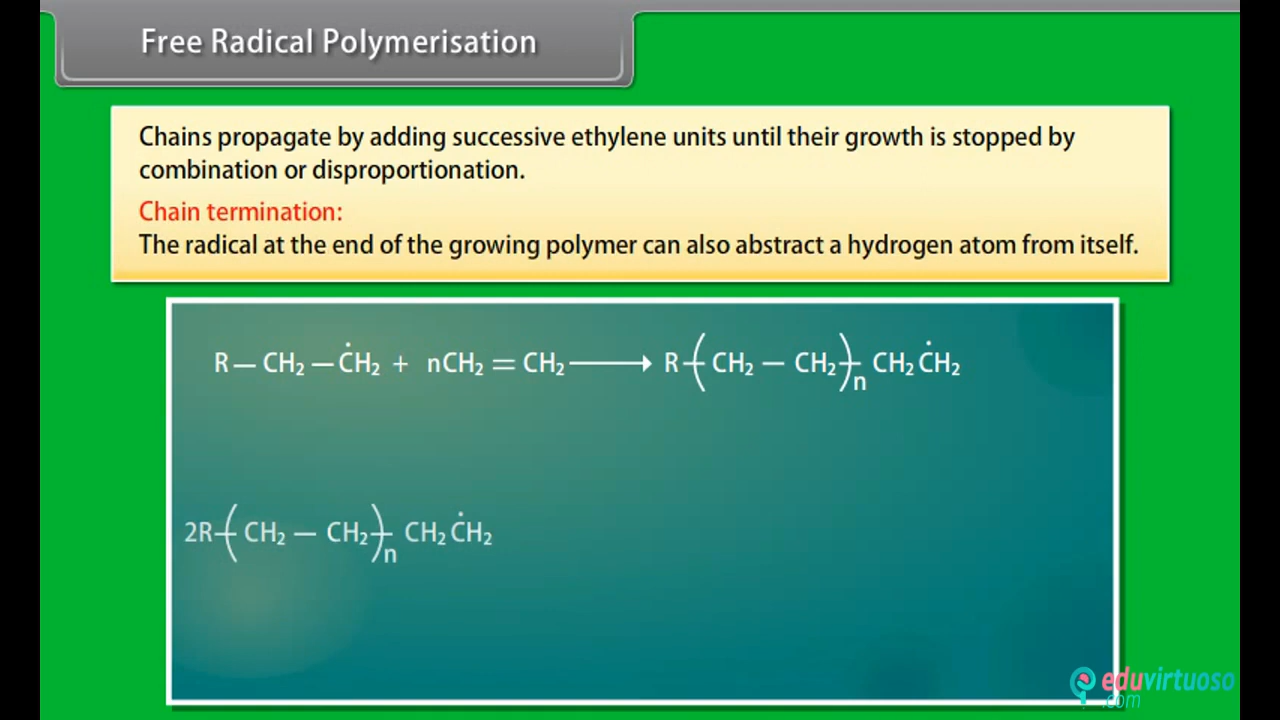 Free Radical Polymerisation
Chains propagate by adding successive ethylene units until their growth is stopped by
combination or disproportionation.
Chain termination:
The radical at the end of the growing polymer can also abstract a hydrogen atom from itself.
R — CH₂ — ĊH₂ + nCH₂ = CH₂ ⟶ R—(CH₂ — CH₂)—n CH₂ĊH₂
2R—(CH₂ — CH₂)—n CH₂ĊH₂
eduvirtuoso
.com